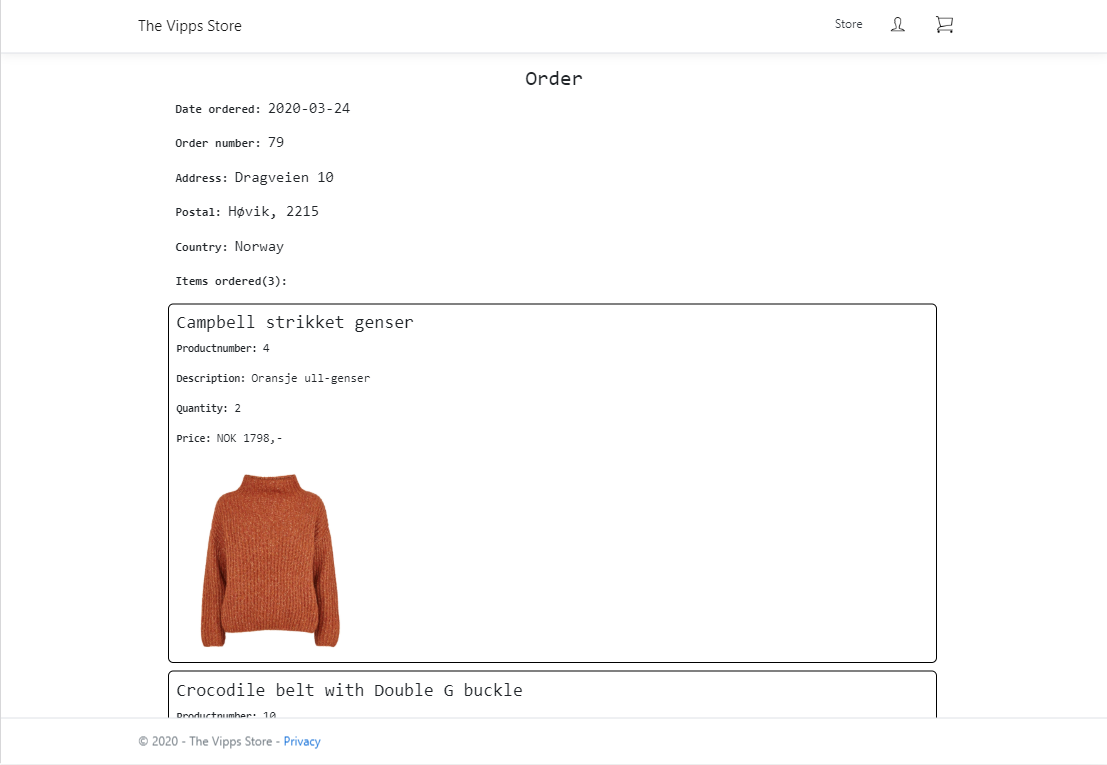 The Vipps Store
Store
Order
Date ordered: 2020-03-24
Order number: 79
Address: Dragveien 10
Postal: Høvik, 2215
Country: Norway
Items ordered(3):
Campbell strikket genser
Productnumber: 4
Description: Oransje ull-genser
Quantity: 2
Price: NOK 1798,-
Crocodile belt with Double G buckle
Productnumber: 10
© 2020 - The Vipps Store - Privacy